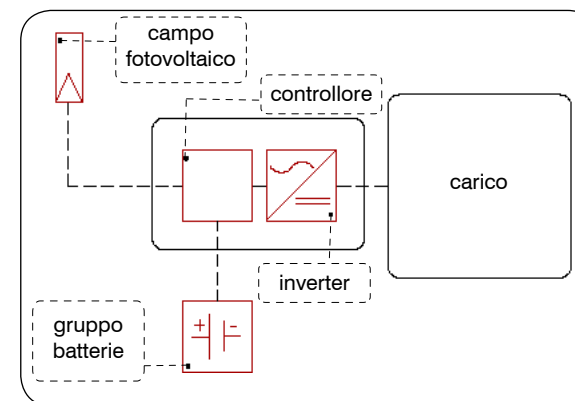 campo
fotovoltaico
controllore
carico
inverter
gruppo
batterie
+ -